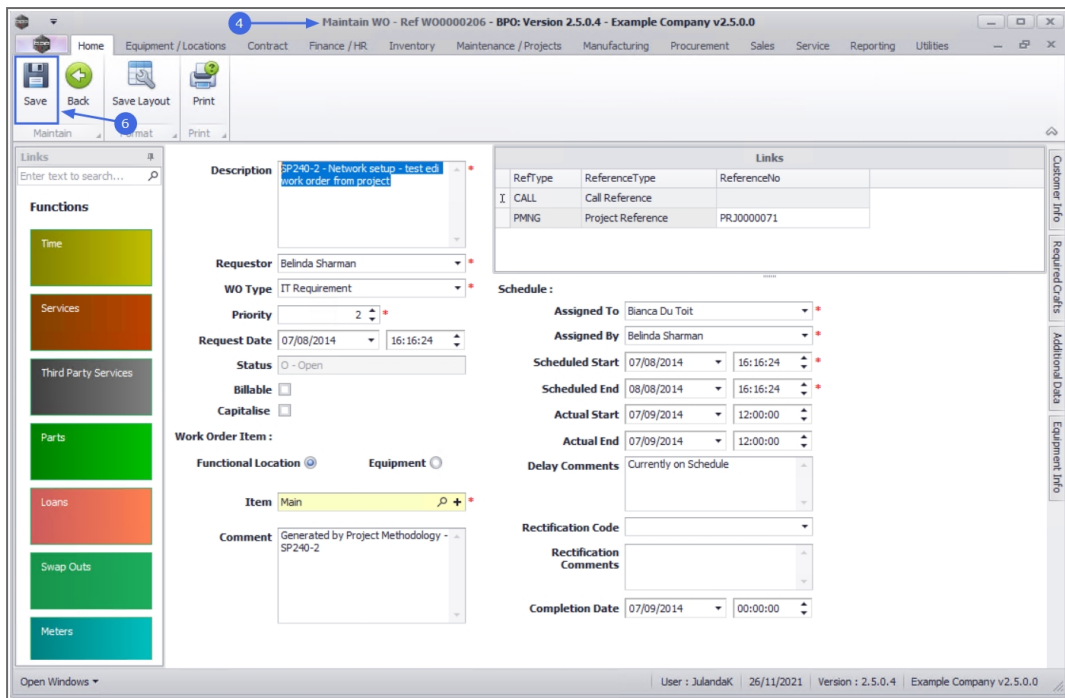 4
Maintain WO - Ref WO0000206 - BPO: Version 2.5.0.4 - Example Company v2.5.0.0
Home Equipment / Locations Contract Finance / HR Inventory Maintenance / Projects Manufacturing Procurement Sales Service Reporting Utilities
Save Back Save Layout Print
6
Maintain Format Print
Links
Enter text to search...
Functions
Time
Services
Third Party Services
Parts
Loans
Swap Outs
Meters
Description SP240-2 - Network setup - test edi
work order from project
*
Requestor Belinda Sharman *
WO Type IT Requirement *
Priority 2 *
Request Date 07/08/2014 16:16:24
Status O - Open
Billable
Capitalise
Work Order Item :
Functional Location Equipment
Item Main *
Comment Generated by Project Methodology -
SP240-2
Links
RefType ReferenceType ReferenceNo
CALL Call Reference
PMNG Project Reference PRJ0000071
Schedule :
Assigned To Bianca Du Toit *
Assigned By Belinda Sharman *
Scheduled Start 07/08/2014 16:16:24 *
Scheduled End 08/08/2014 16:16:24 *
Actual Start 07/09/2014 12:00:00
Actual End 07/09/2014 12:00:00
Delay Comments Currently on Schedule
Rectification Code
Rectification
Comments
Completion Date 07/09/2014 00:00:00
Customer Info
Required Crafts
Additional Data
Equipment Info
Open Windows User : JulandaK 26/11/2021 Version : 2.5.0.4 Example Company v2.5.0.0